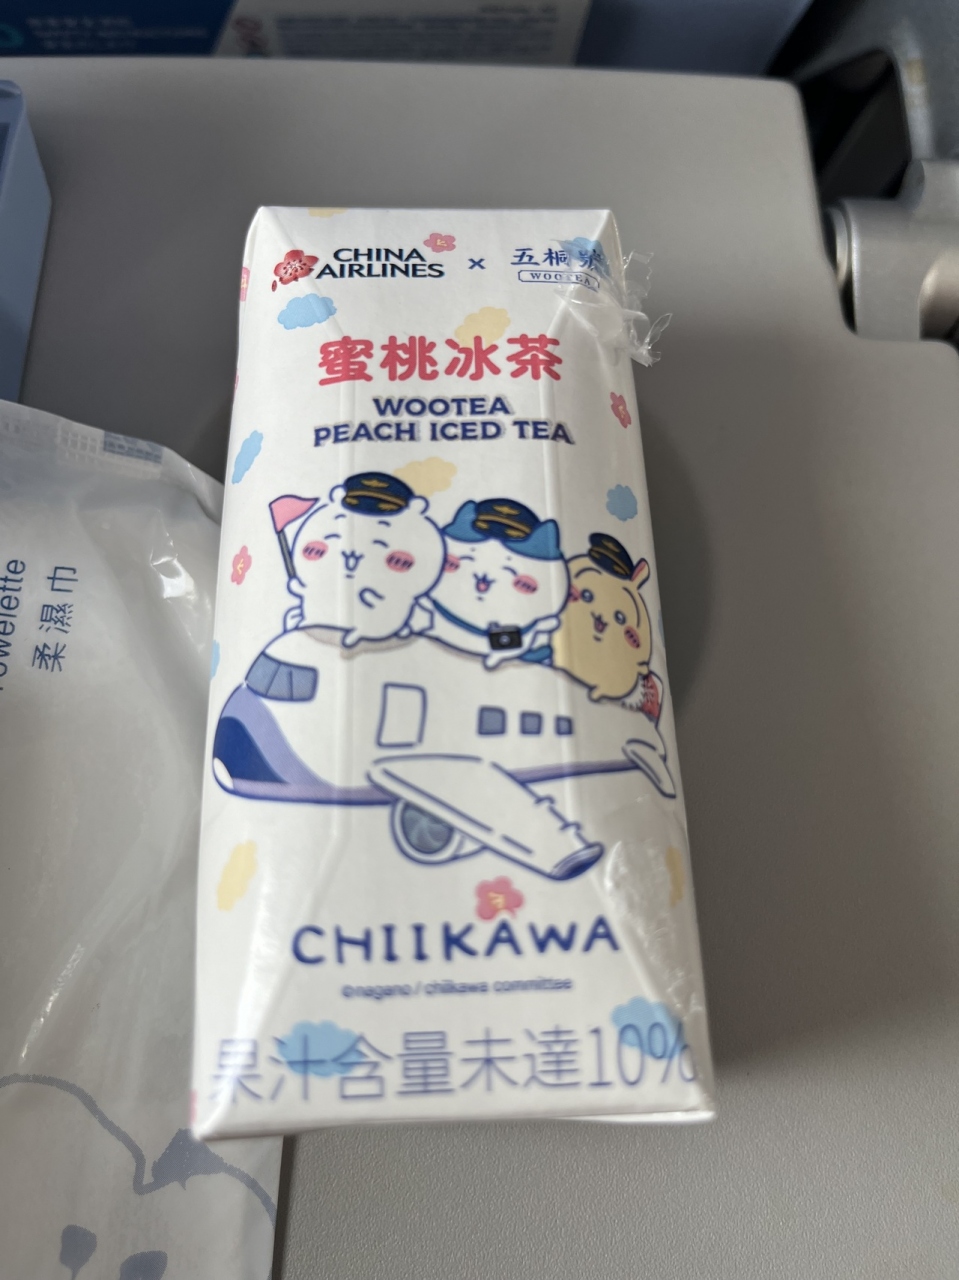 CHINA AIRLINES × 五桐號 WOOTEA
蜜桃冰茶
WOOTEA
PEACH ICED TEA
CHIIKAWA
©nagano / chiikawa committee
果汁含量未達10%
柔濕巾